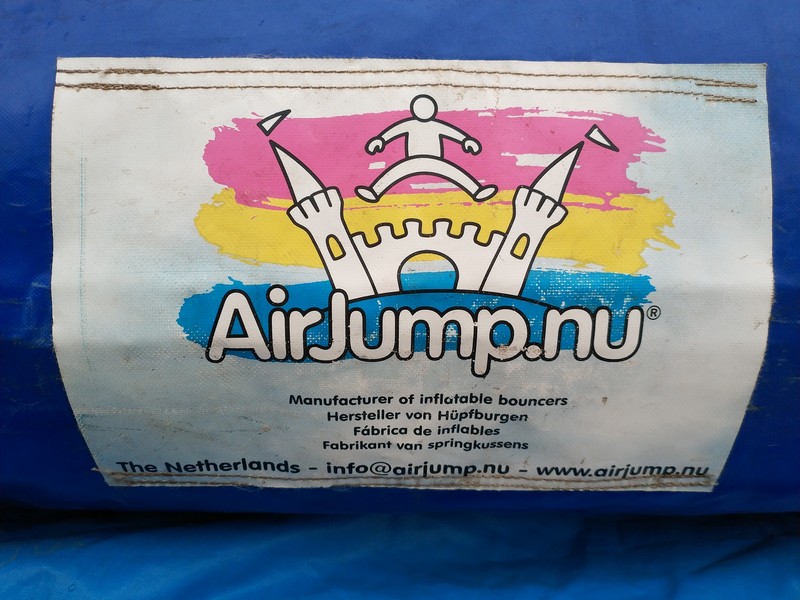 AirJump.nu®
Manufacturer of inflatable bouncers
Hersteller von Hüpfburgen
Fábrica de inflables
Fabrikant van springkussens
The Netherlands - info@airjump.nu - www.airjump.nu